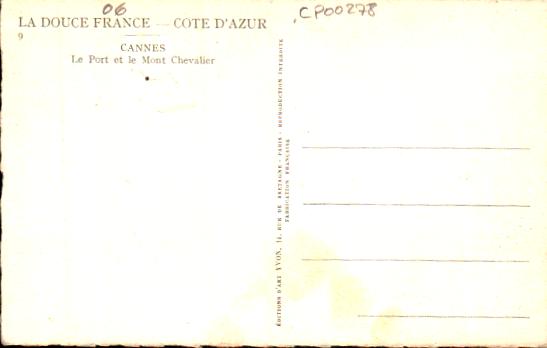 06
CP00278
LA DOUCE FRANCE — COTE D'AZUR
9
CANNES
Le Port et le Mont Chevalier
ÉDITIONS D'ART YVON, 15, RUE DE BRETAGNE - PARIS - REPRODUCTION INTERDITE
FABRICATION FRANÇAISE